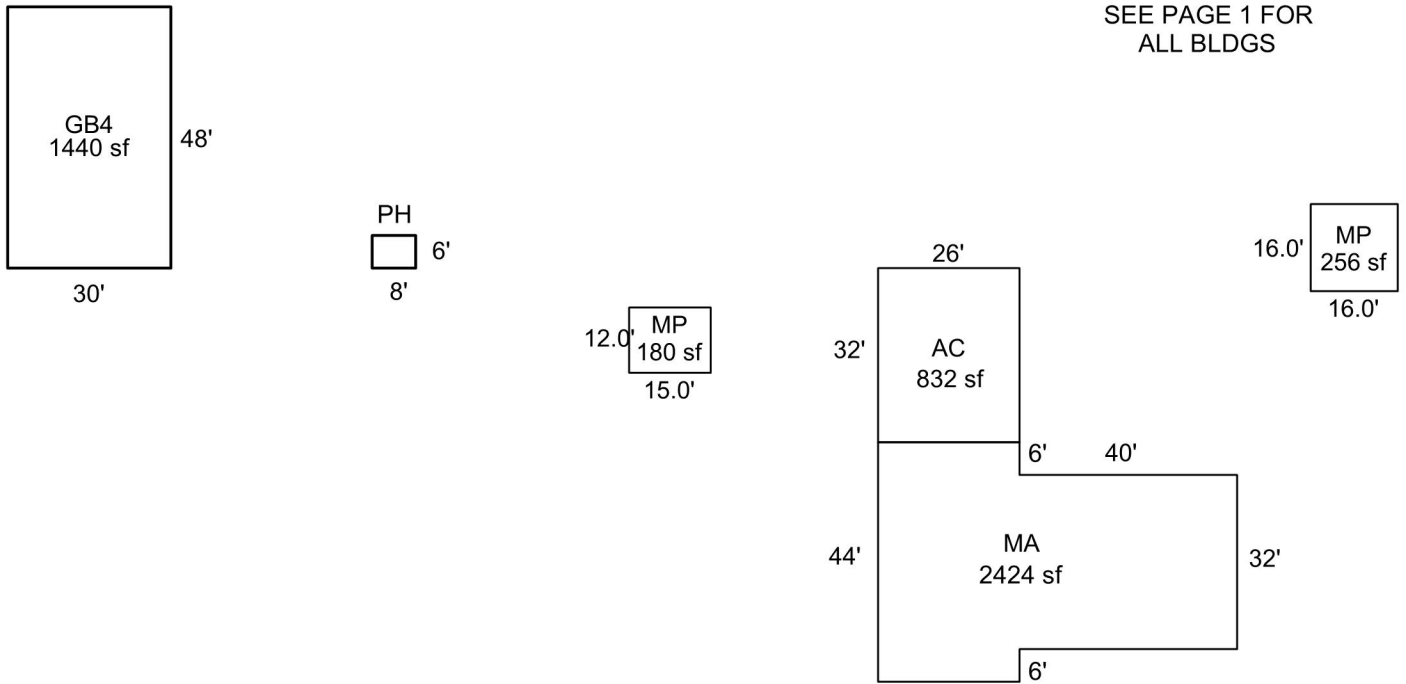 SEE PAGE 1 FOR
ALL BLDGS
GB4
1440 sf
48'
30'
PH
6'
8'
12.0'
MP
180 sf
15.0'
26'
32'
AC
832 sf
16.0'
MP
256 sf
16.0'
6'
40'
44'
MA
2424 sf
32'
6'